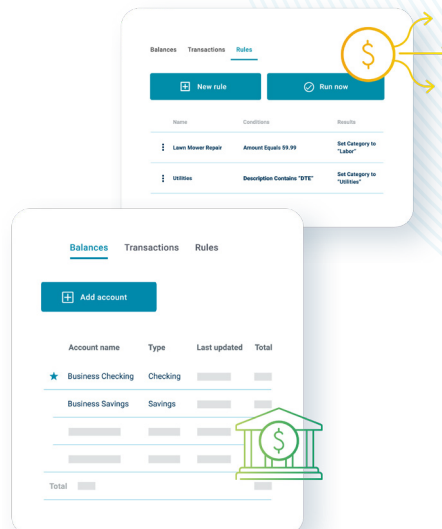 Balances Transactions Rules
New rule Run now
Name Conditions Results
Lawn Mower Repair Amount Equals 59.99 Set Category to
"Labor"
Utilities Description Contains "DTE" Set Category to
"Utilities"
Balances Transactions Rules
Add account
Account name Type Last updated Total
Business Checking Checking
Business Savings Savings
Total
$
$